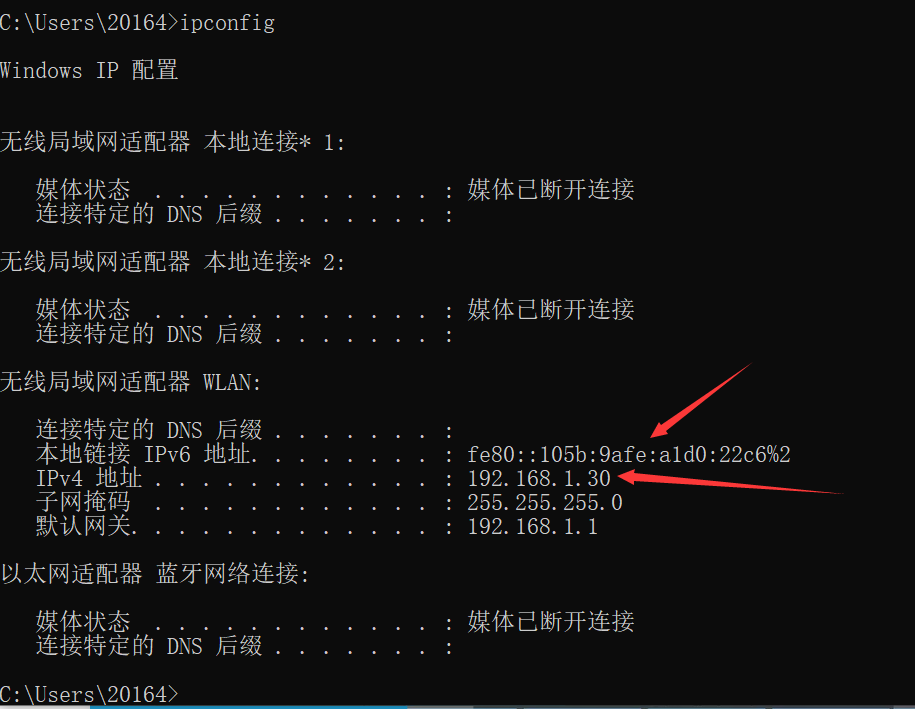 C:\Users\20164>ipconfig
Windows IP 配置
无线局域网适配器 本地连接* 1:
媒体状态 . . . . . . . . . . . . : 媒体已断开连接
连接特定的 DNS 后缀 . . . . . . . :
无线局域网适配器 本地连接* 2:
媒体状态 . . . . . . . . . . . . : 媒体已断开连接
连接特定的 DNS 后缀 . . . . . . . :
无线局域网适配器 WLAN:
连接特定的 DNS 后缀 . . . . . . . :
本地链接 IPv6 地址. . . . . . . . : fe80::105b:9afe:a1d0:22c6%2
IPv4 地址 . . . . . . . . . . . . : 192.168.1.30
子网掩码 . . . . . . . . . . . . : 255.255.255.0
默认网关. . . . . . . . . . . . . : 192.168.1.1
以太网适配器 蓝牙网络连接:
媒体状态 . . . . . . . . . . . . : 媒体已断开连接
连接特定的 DNS 后缀 . . . . . . . :
C:\Users\20164>